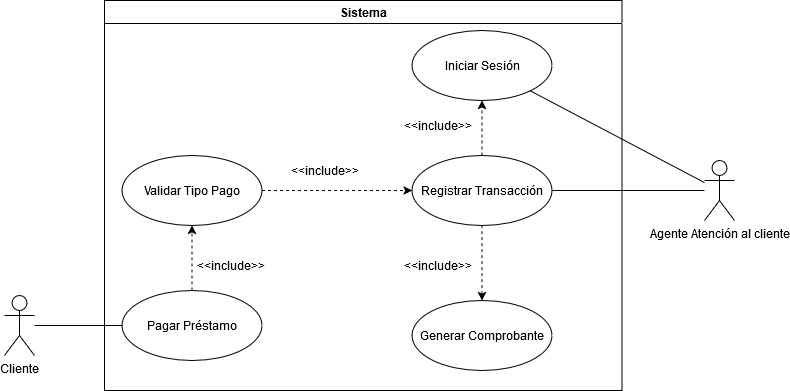 Sistema
Iniciar Sesión
<<include>>
<<include>>
Validar Tipo Pago
Registrar Transacción
Agente Atención al cliente
<<include>>
<<include>>
Pagar Préstamo
Generar Comprobante
Cliente